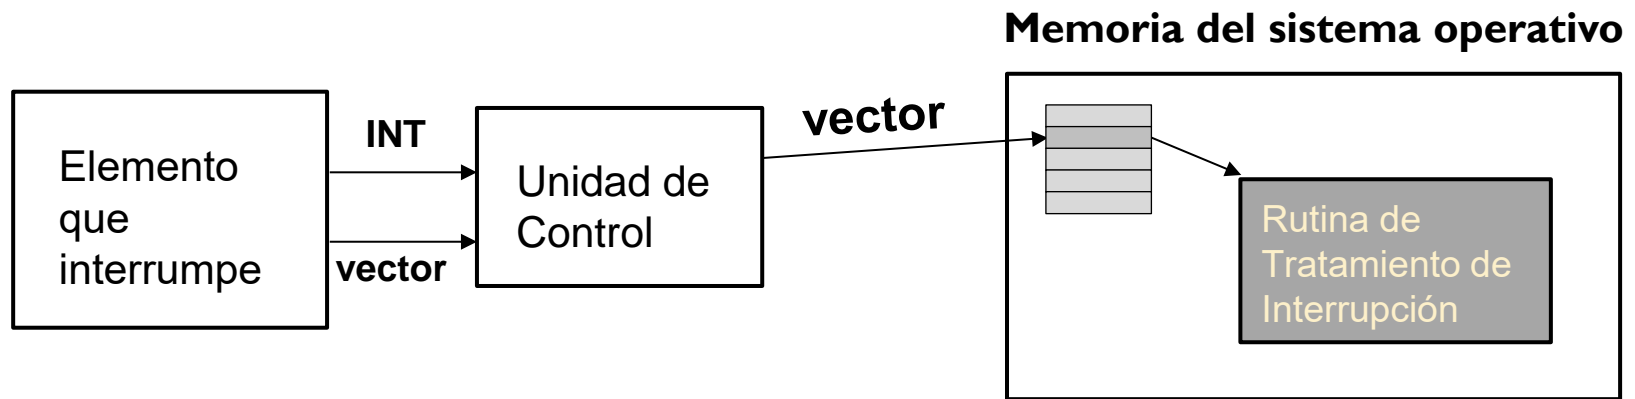 Memoria del sistema operativo
Elemento
que
interrumpe
INT
vector
Unidad de
Control
vector
Rutina de
Tratamiento de
Interrupción